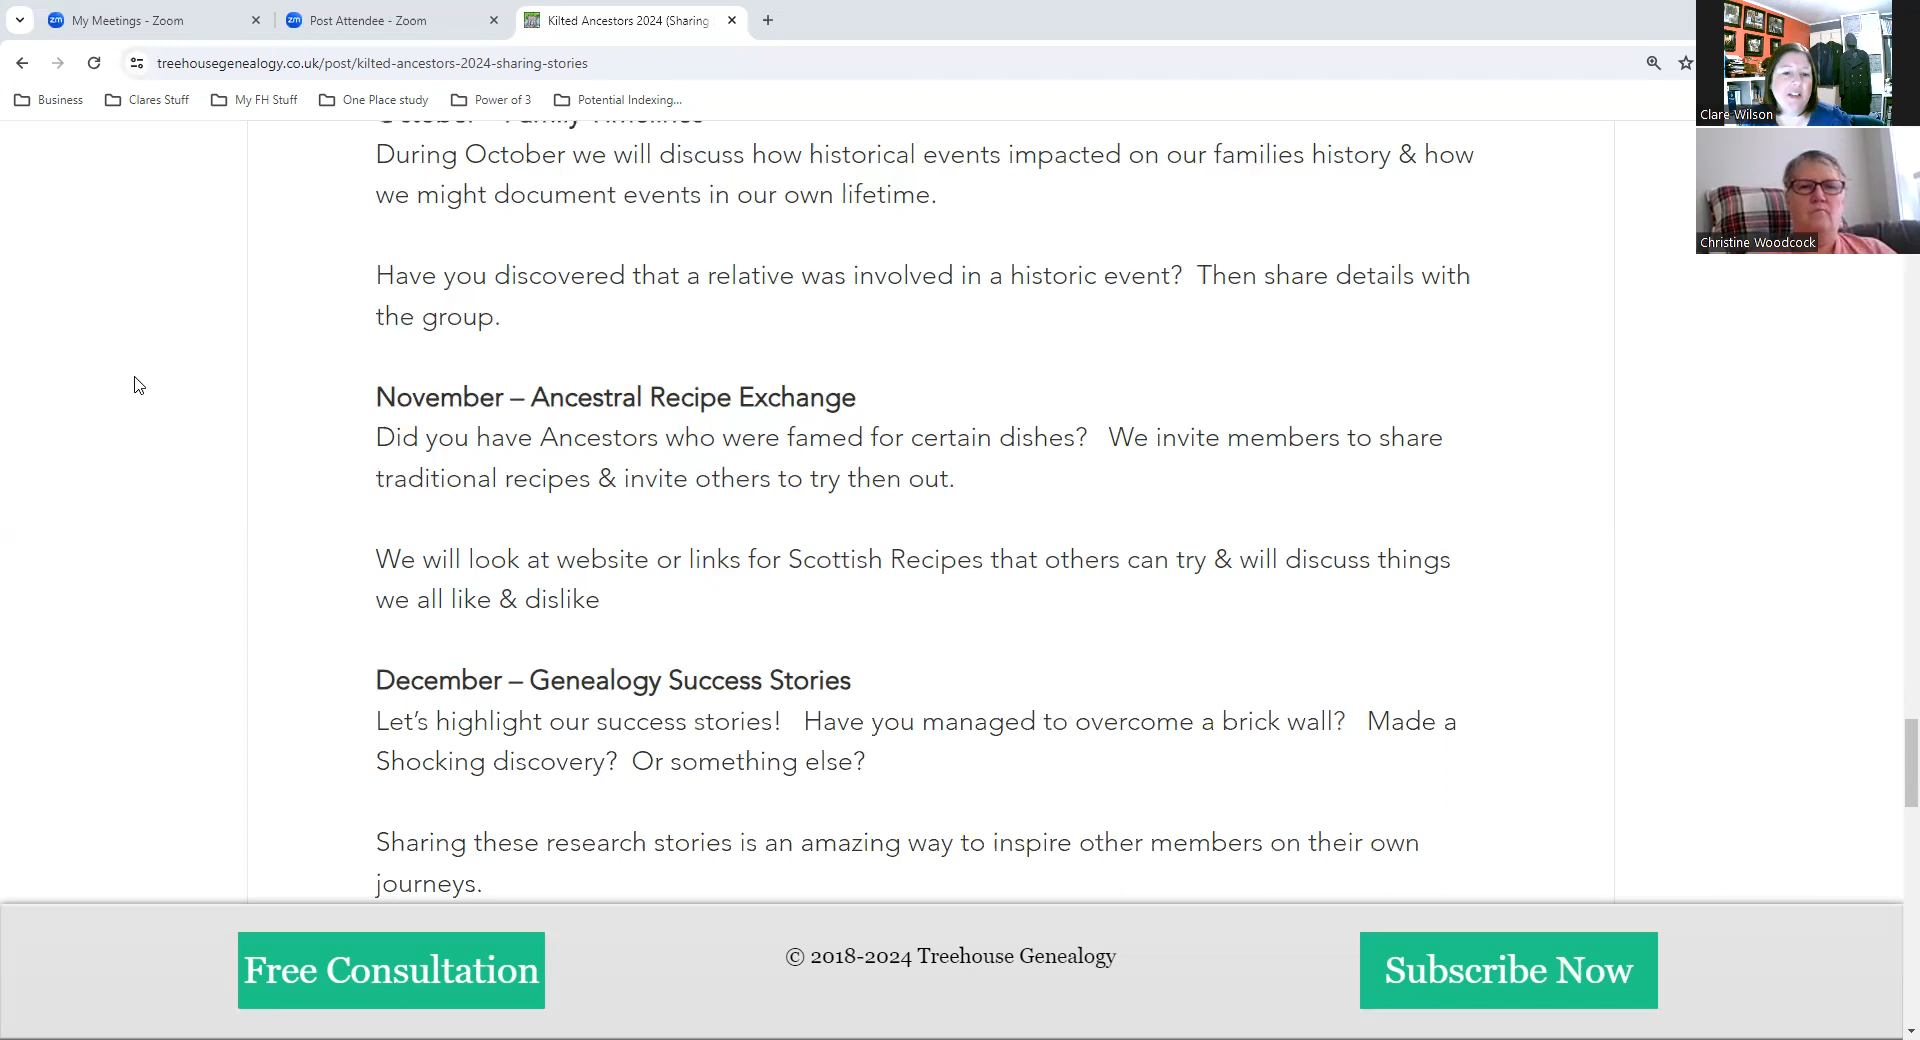 zm My Meetings - Zoom
zm Post Attendee - Zoom
Kilted Ancestors 2024 (Sharing
treehousegenealogy.co.uk/post/kilted-ancestors-2024-sharing-stories
Business
Clares Stuff
My FH Stuff
One Place study
Power of 3
Potential Indexing...
Clare Wilson
Christine Woodcock
October – Family Timelines
During October we will discuss how historical events impacted on our families history & how
we might document events in our own lifetime.
Have you discovered that a relative was involved in a historic event? Then share details with
the group.
November – Ancestral Recipe Exchange
Did you have Ancestors who were famed for certain dishes? We invite members to share
traditional recipes & invite others to try then out.
We will look at website or links for Scottish Recipes that others can try & will discuss things
we all like & dislike
December – Genealogy Success Stories
Let's highlight our success stories! Have you managed to overcome a brick wall? Made a
Shocking discovery? Or something else?
Sharing these research stories is an amazing way to inspire other members on their own
journeys.
Free Consultation
© 2018-2024 Treehouse Genealogy
Subscribe Now